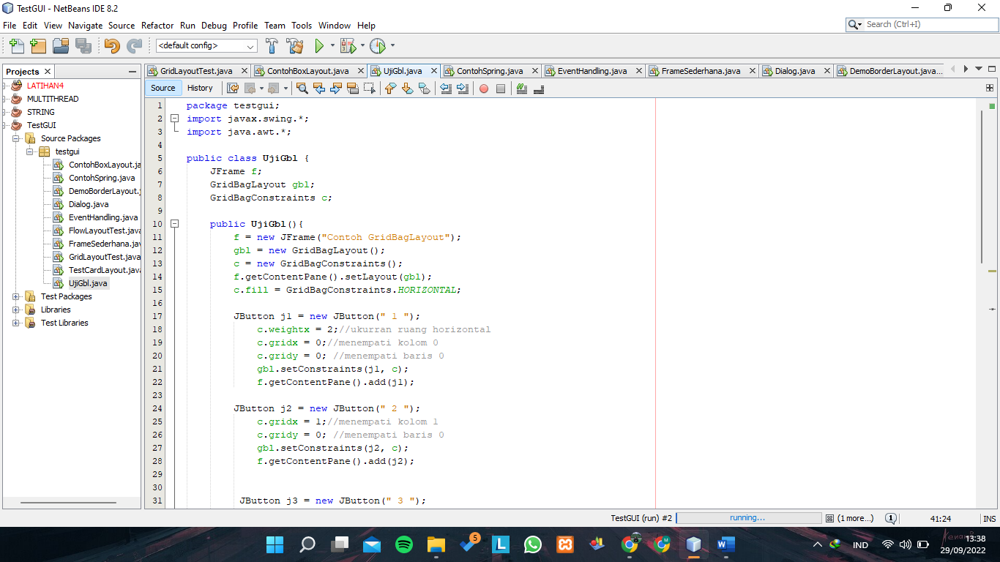 TestGUI - NetBeans IDE 8.2
File Edit View Navigate Source Refactor Run Debug Profile Team Tools Window Help
Search (Ctrl+I)
<default config>
Projects
GridLayoutTest.java ContohBoxLayout.java UjiGbl.java ContohSpring.java EventHandling.java FrameSederhana.java Dialog.java DemoBorderLayout.java...
Source History
LATIHAN4
MULTITHREAD
STRING
TestGUI
Source Packages
testgui
ContohBoxLayout.ja
ContohSpring.java
DemoBorderLayout.j
Dialog.java
EventHandling.java
FlowLayoutTest.java
FrameSederhana.jav
GridLayoutTest.java
TestCardLayout.java
UjiGbl.java
Test Packages
Libraries
Test Libraries
1 package testgui;
2 import javax.swing.*;
3 import java.awt.*;
4
5 public class UjiGbl {
6 JFrame f;
7 GridBagLayout gbl;
8 GridBagConstraints c;
9
10 public UjiGbl(){
11 f = new JFrame("Contoh GridBagLayout");
12 gbl = new GridBagLayout();
13 c = new GridBagConstraints();
14 f.getContentPane().setLayout(gbl);
15 c.fill = GridBagConstraints.HORIZONTAL;
16
17 JButton j1 = new JButton(" 1 ");
18 c.weightx = 2;//ukurran ruang horizontal
19 c.gridx = 0;//menempati kolom 0
20 c.gridy = 0; //menempati baris 0
21 gbl.setConstraints(j1, c);
22 f.getContentPane().add(j1);
23
24 JButton j2 = new JButton(" 2 ");
25 c.gridx = 1;//menempati kolom 1
26 c.gridy = 0; //menempati baris 0
27 gbl.setConstraints(j2, c);
28 f.getContentPane().add(j2);
29
30
31 JButton j3 = new JButton(" 3 ");
TestGUI (run) #2 running... (1 more...) 1 41:24 INS
5
L
W
IND
13:38
29/09/2022